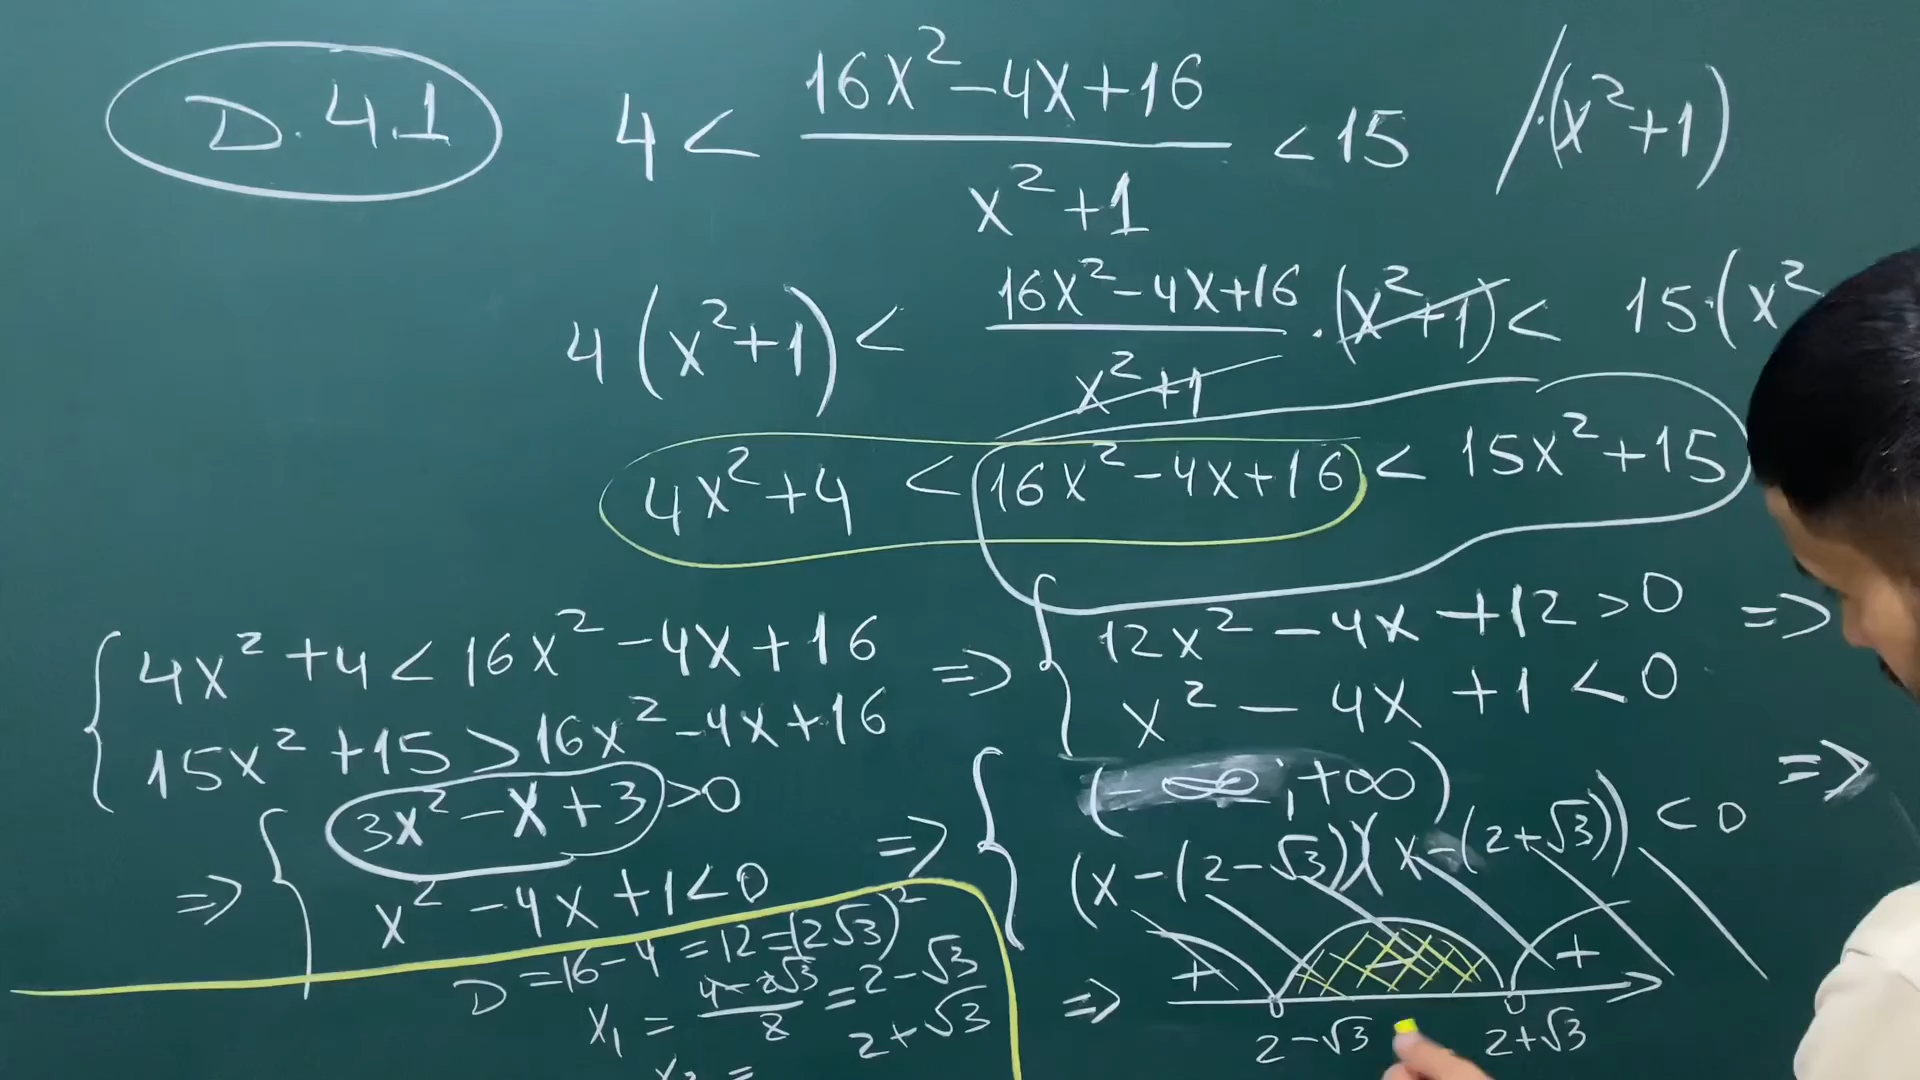 D.4.1
4 < (16x²-4x+16)/(x²+1) < 15 /·(x²+1)
4(x²+1) < (16x²-4x+16)/(x²+1) · (x²+1) < 15·(x²
4x²+4 < 16x²-4x+16 < 15x²+15
{ 4x²+4 < 16x²-4x+16
15x²+15 > 16x²-4x+16
=> { 12x²-4x+12 > 0
x²-4x+1 < 0 =>
=> { 3x²-x+3 > 0
x²-4x+1 < 0
=> { (-∞;+∞)
(x-(2-√3))(x-(2+√3)) < 0 =>
D = 16-4 = 12 = (2√3)²
x₁ = (4-2√3)/2 = 2-√3
x₂ = 2+√3
=> + - +
2-√3 2+√3